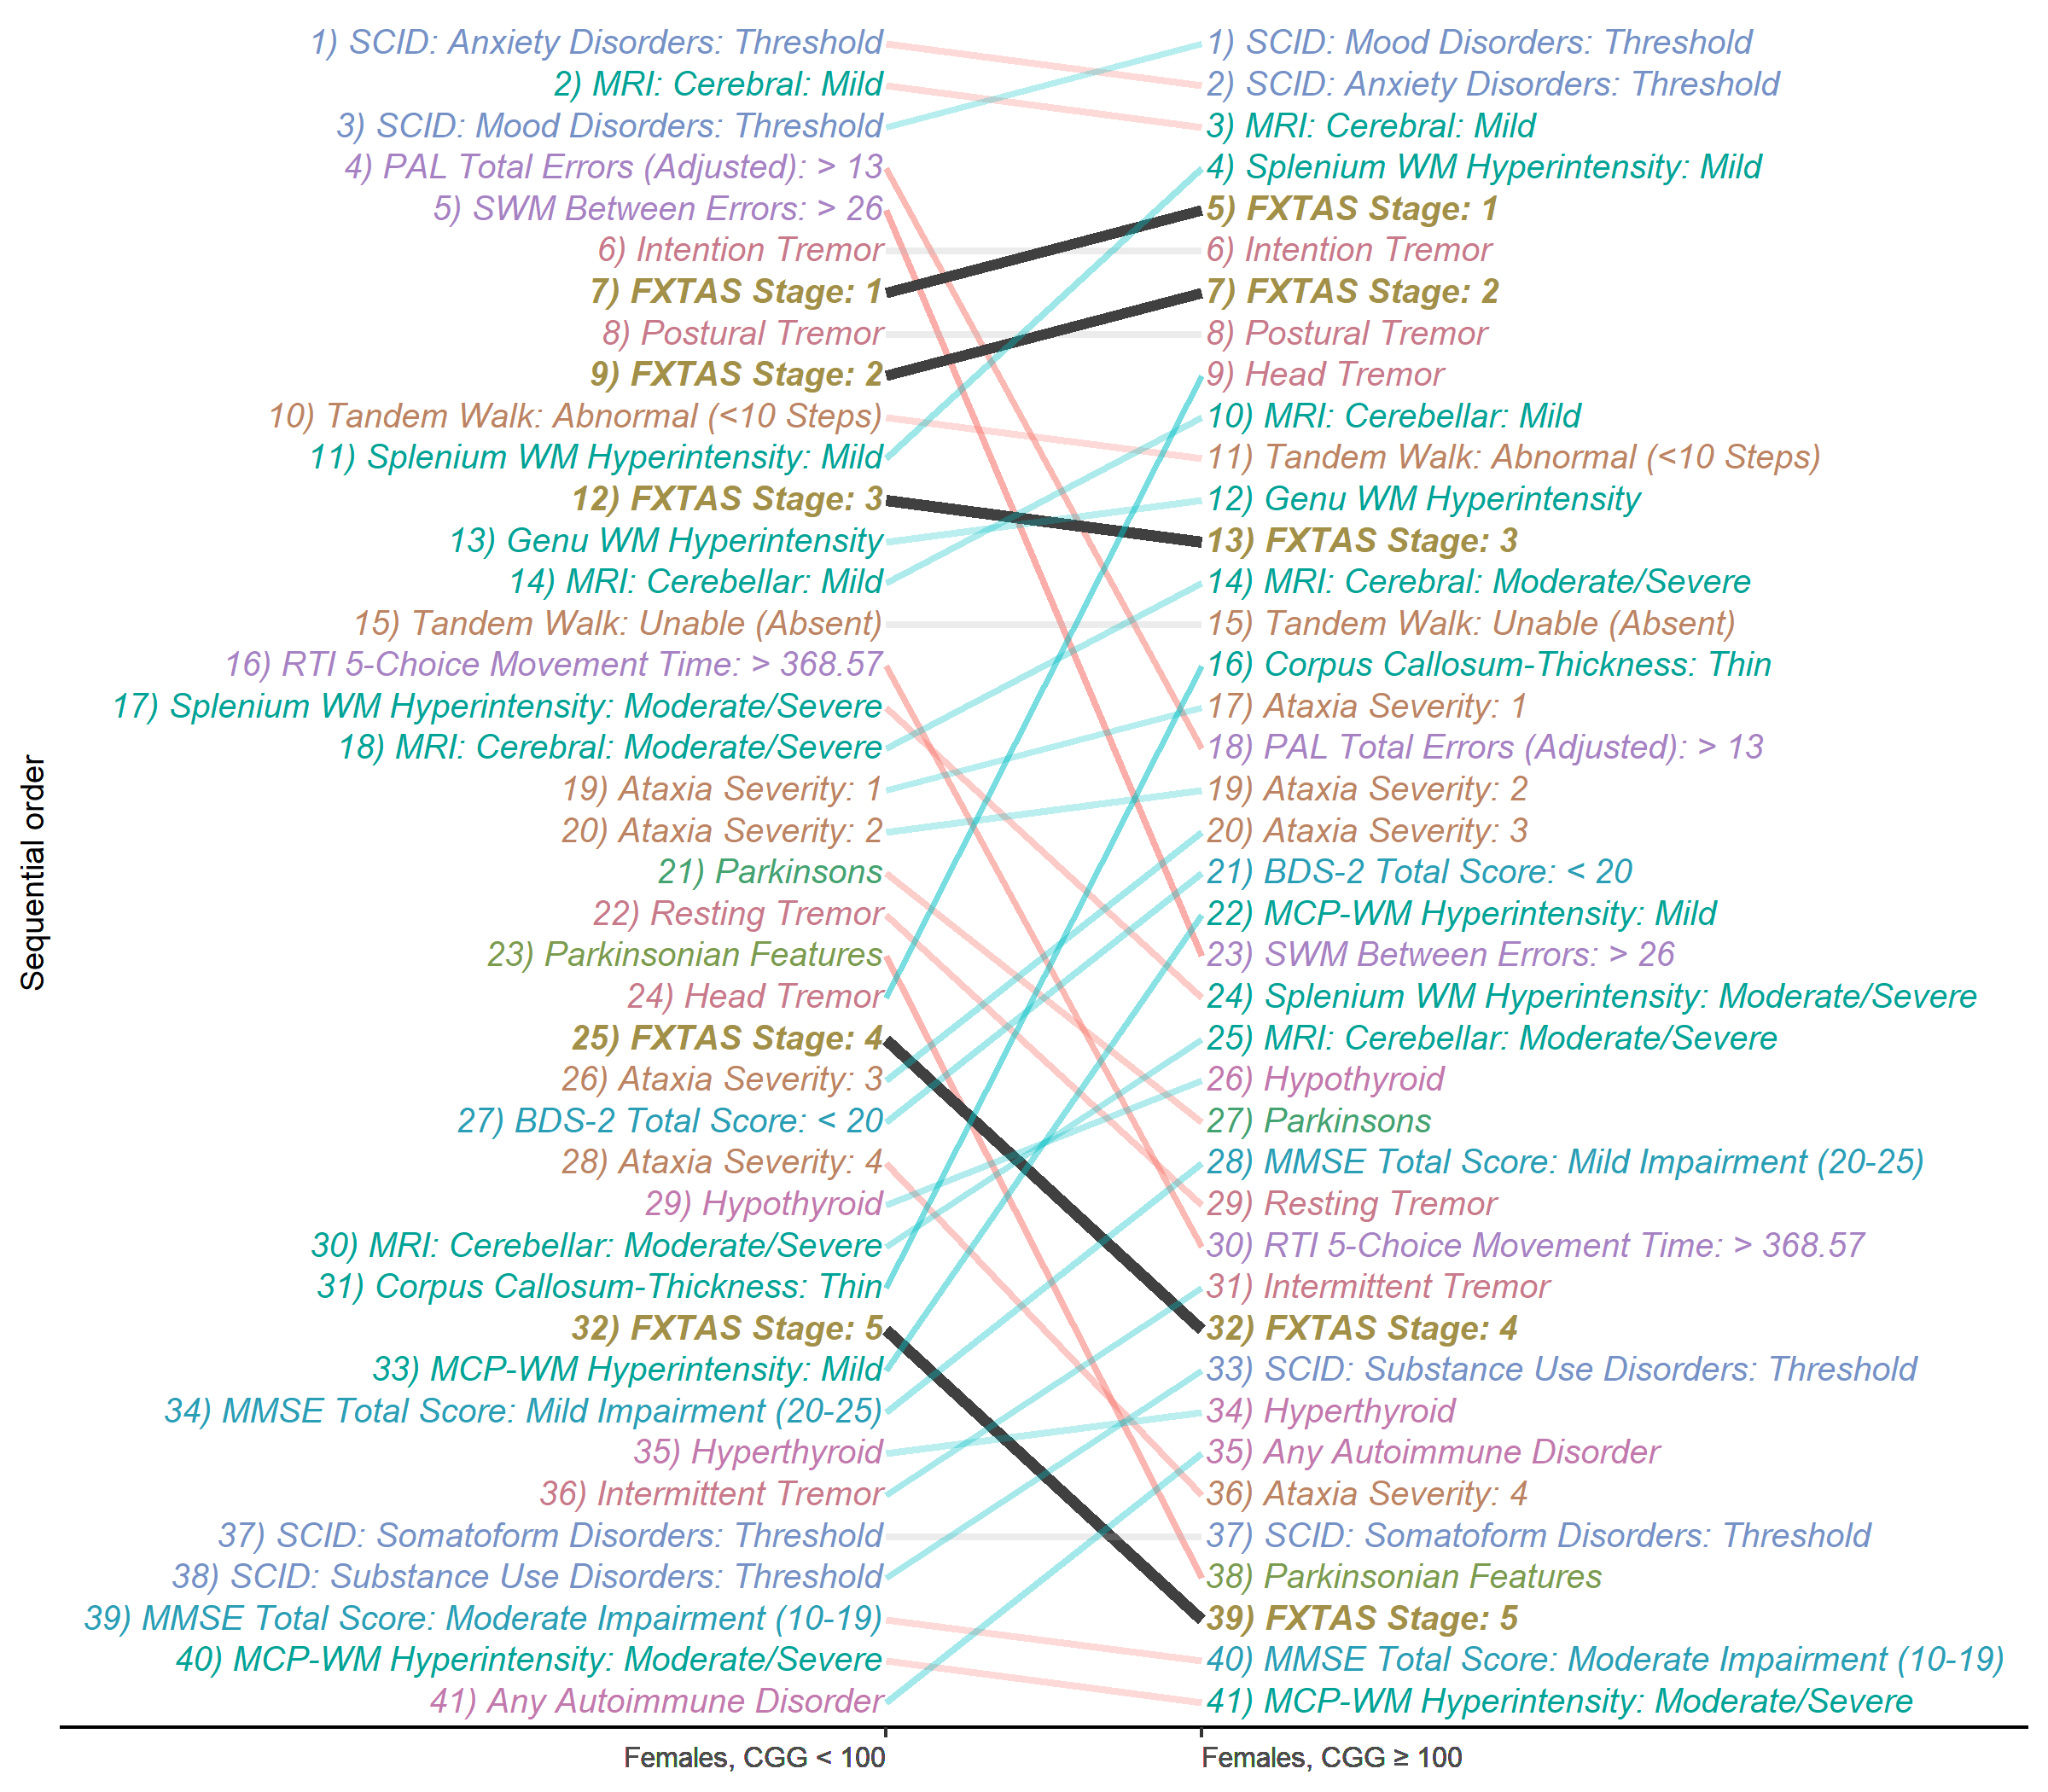 Sequential order
1) SCID: Anxiety Disorders: Threshold
2) MRI: Cerebral: Mild
3) SCID: Mood Disorders: Threshold
4) PAL Total Errors (Adjusted): > 13
5) SWM Between Errors: > 26
6) Intention Tremor
7) FXTAS Stage: 1
8) Postural Tremor
9) FXTAS Stage: 2
10) Tandem Walk: Abnormal (<10 Steps)
11) Splenium WM Hyperintensity: Mild
12) FXTAS Stage: 3
13) Genu WM Hyperintensity
14) MRI: Cerebellar: Mild
15) Tandem Walk: Unable (Absent)
16) RTI 5-Choice Movement Time: > 368.57
17) Splenium WM Hyperintensity: Moderate/Severe
18) MRI: Cerebral: Moderate/Severe
19) Ataxia Severity: 1
20) Ataxia Severity: 2
21) Parkinsons
22) Resting Tremor
23) Parkinsonian Features
24) Head Tremor
25) FXTAS Stage: 4
26) Ataxia Severity: 3
27) BDS-2 Total Score: < 20
28) Ataxia Severity: 4
29) Hypothyroid
30) MRI: Cerebellar: Moderate/Severe
31) Corpus Callosum-Thickness: Thin
32) FXTAS Stage: 5
33) MCP-WM Hyperintensity: Mild
34) MMSE Total Score: Mild Impairment (20-25)
35) Hyperthyroid
36) Intermittent Tremor
37) SCID: Somatoform Disorders: Threshold
38) SCID: Substance Use Disorders: Threshold
39) MMSE Total Score: Moderate Impairment (10-19)
40) MCP-WM Hyperintensity: Moderate/Severe
41) Any Autoimmune Disorder
1) SCID: Mood Disorders: Threshold
2) SCID: Anxiety Disorders: Threshold
3) MRI: Cerebral: Mild
4) Splenium WM Hyperintensity: Mild
5) FXTAS Stage: 1
6) Intention Tremor
7) FXTAS Stage: 2
8) Postural Tremor
9) Head Tremor
10) MRI: Cerebellar: Mild
11) Tandem Walk: Abnormal (<10 Steps)
12) Genu WM Hyperintensity
13) FXTAS Stage: 3
14) MRI: Cerebral: Moderate/Severe
15) Tandem Walk: Unable (Absent)
16) Corpus Callosum-Thickness: Thin
17) Ataxia Severity: 1
18) PAL Total Errors (Adjusted): > 13
19) Ataxia Severity: 2
20) Ataxia Severity: 3
21) BDS-2 Total Score: < 20
22) MCP-WM Hyperintensity: Mild
23) SWM Between Errors: > 26
24) Splenium WM Hyperintensity: Moderate/Severe
25) MRI: Cerebellar: Moderate/Severe
26) Hypothyroid
27) Parkinsons
28) MMSE Total Score: Mild Impairment (20-25)
29) Resting Tremor
30) RTI 5-Choice Movement Time: > 368.57
31) Intermittent Tremor
32) FXTAS Stage: 4
33) SCID: Substance Use Disorders: Threshold
34) Hyperthyroid
35) Any Autoimmune Disorder
36) Ataxia Severity: 4
37) SCID: Somatoform Disorders: Threshold
38) Parkinsonian Features
39) FXTAS Stage: 5
40) MMSE Total Score: Moderate Impairment (10-19)
41) MCP-WM Hyperintensity: Moderate/Severe
Females, CGG < 100
Females, CGG ≥ 100